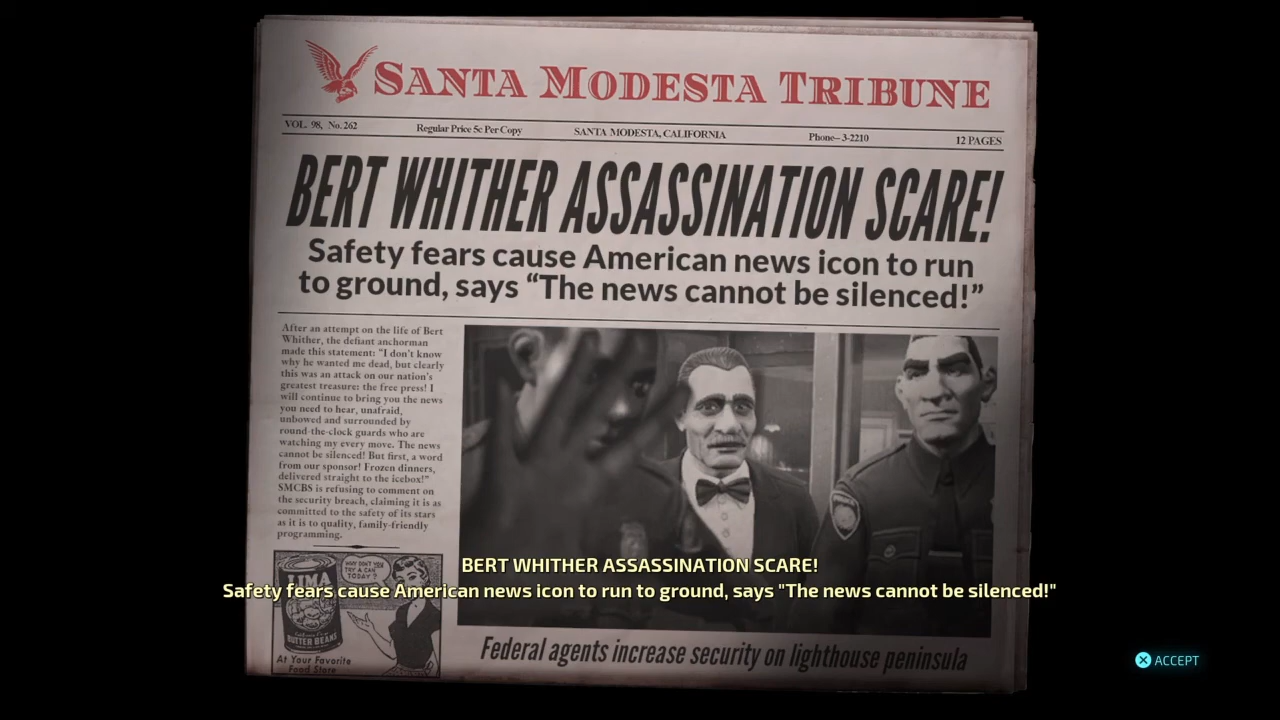 SANTA MODESTA TRIBUNE
VOL. 98, No. 262 Regular Price 5c Per Copy SANTA MODESTA, CALIFORNIA Phone–3-2210 12 PAGES
BERT WHITHER ASSASSINATION SCARE!
Safety fears cause American news icon to run
to ground, says “The news cannot be silenced!”
After an attempt on the life of Bert
Whither, the defiant anchorman
made this statement: "I don't know
why he wanted me dead, but clearly
this was an attack on our nation's
greatest treasure: the free press! I
will continue to bring you the news
you need to hear, unafraid,
unbowed and surrounded by
round-the-clock guards who are
watching my every move. The news
cannot be silenced! But first, a word
from our sponsor! Frozen dinners,
delivered straight to the icebox!"
SMCBS is refusing to comment on
the security breach, claiming it is as
committed to the safety of its stars
as it is to quality, family-friendly
programming.
WHY DON'T YOU
TRY A CAN
TODAY?
LIMA
BUTTER BEANS
At Your Favorite
Food Store
BERT WHITHER ASSASSINATION SCARE!
Safety fears cause American news icon to run to ground, says "The news cannot be silenced!"
Federal agents increase security on lighthouse peninsula
ACCEPT